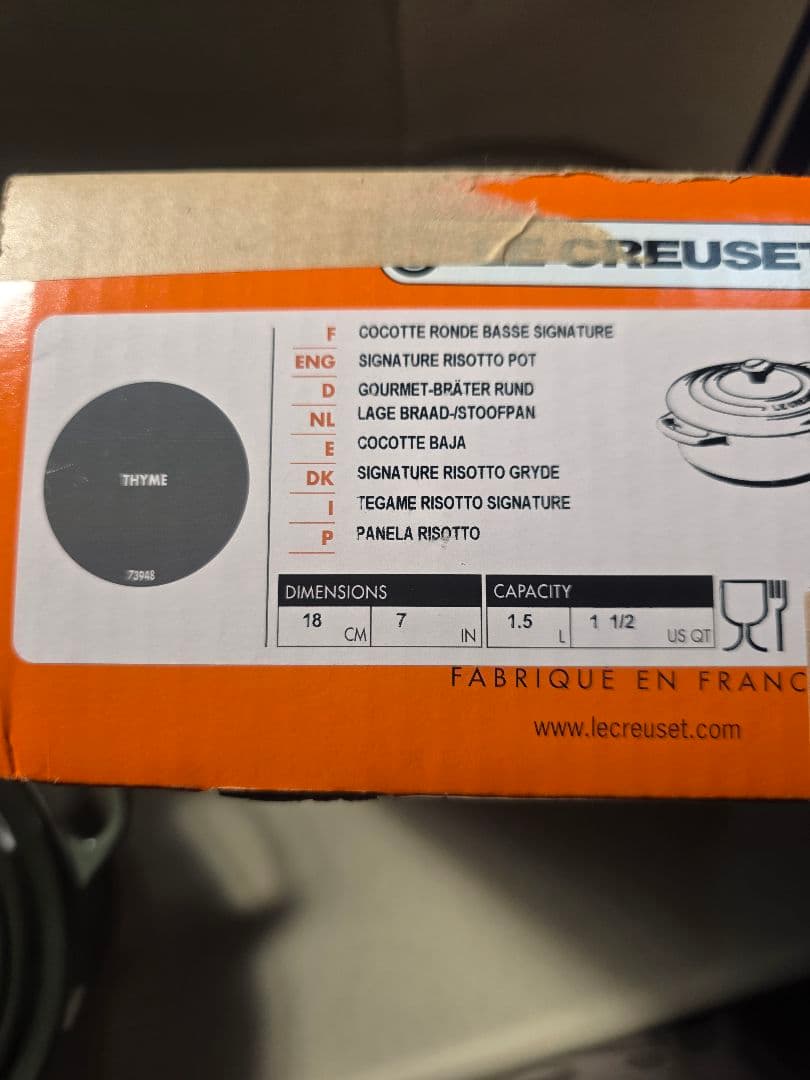 LE CREUSET
F COCOTTE RONDE BASSE SIGNATURE
ENG SIGNATURE RISOTTO POT
D GOURMET-BRÄTER RUND
NL LAGE BRAAD-/STOOFPAN
E COCOTTE BAJA
DK SIGNATURE RISOTTO GRYDE
I TEGAME RISOTTO SIGNATURE
P PANELA RISOTTO
THYME
73948
DIMENSIONS CAPACITY
18 CM 7 IN 1.5 L 1 1/2 US QT
FABRIQUÉ EN FRANC
www.lecreuset.com